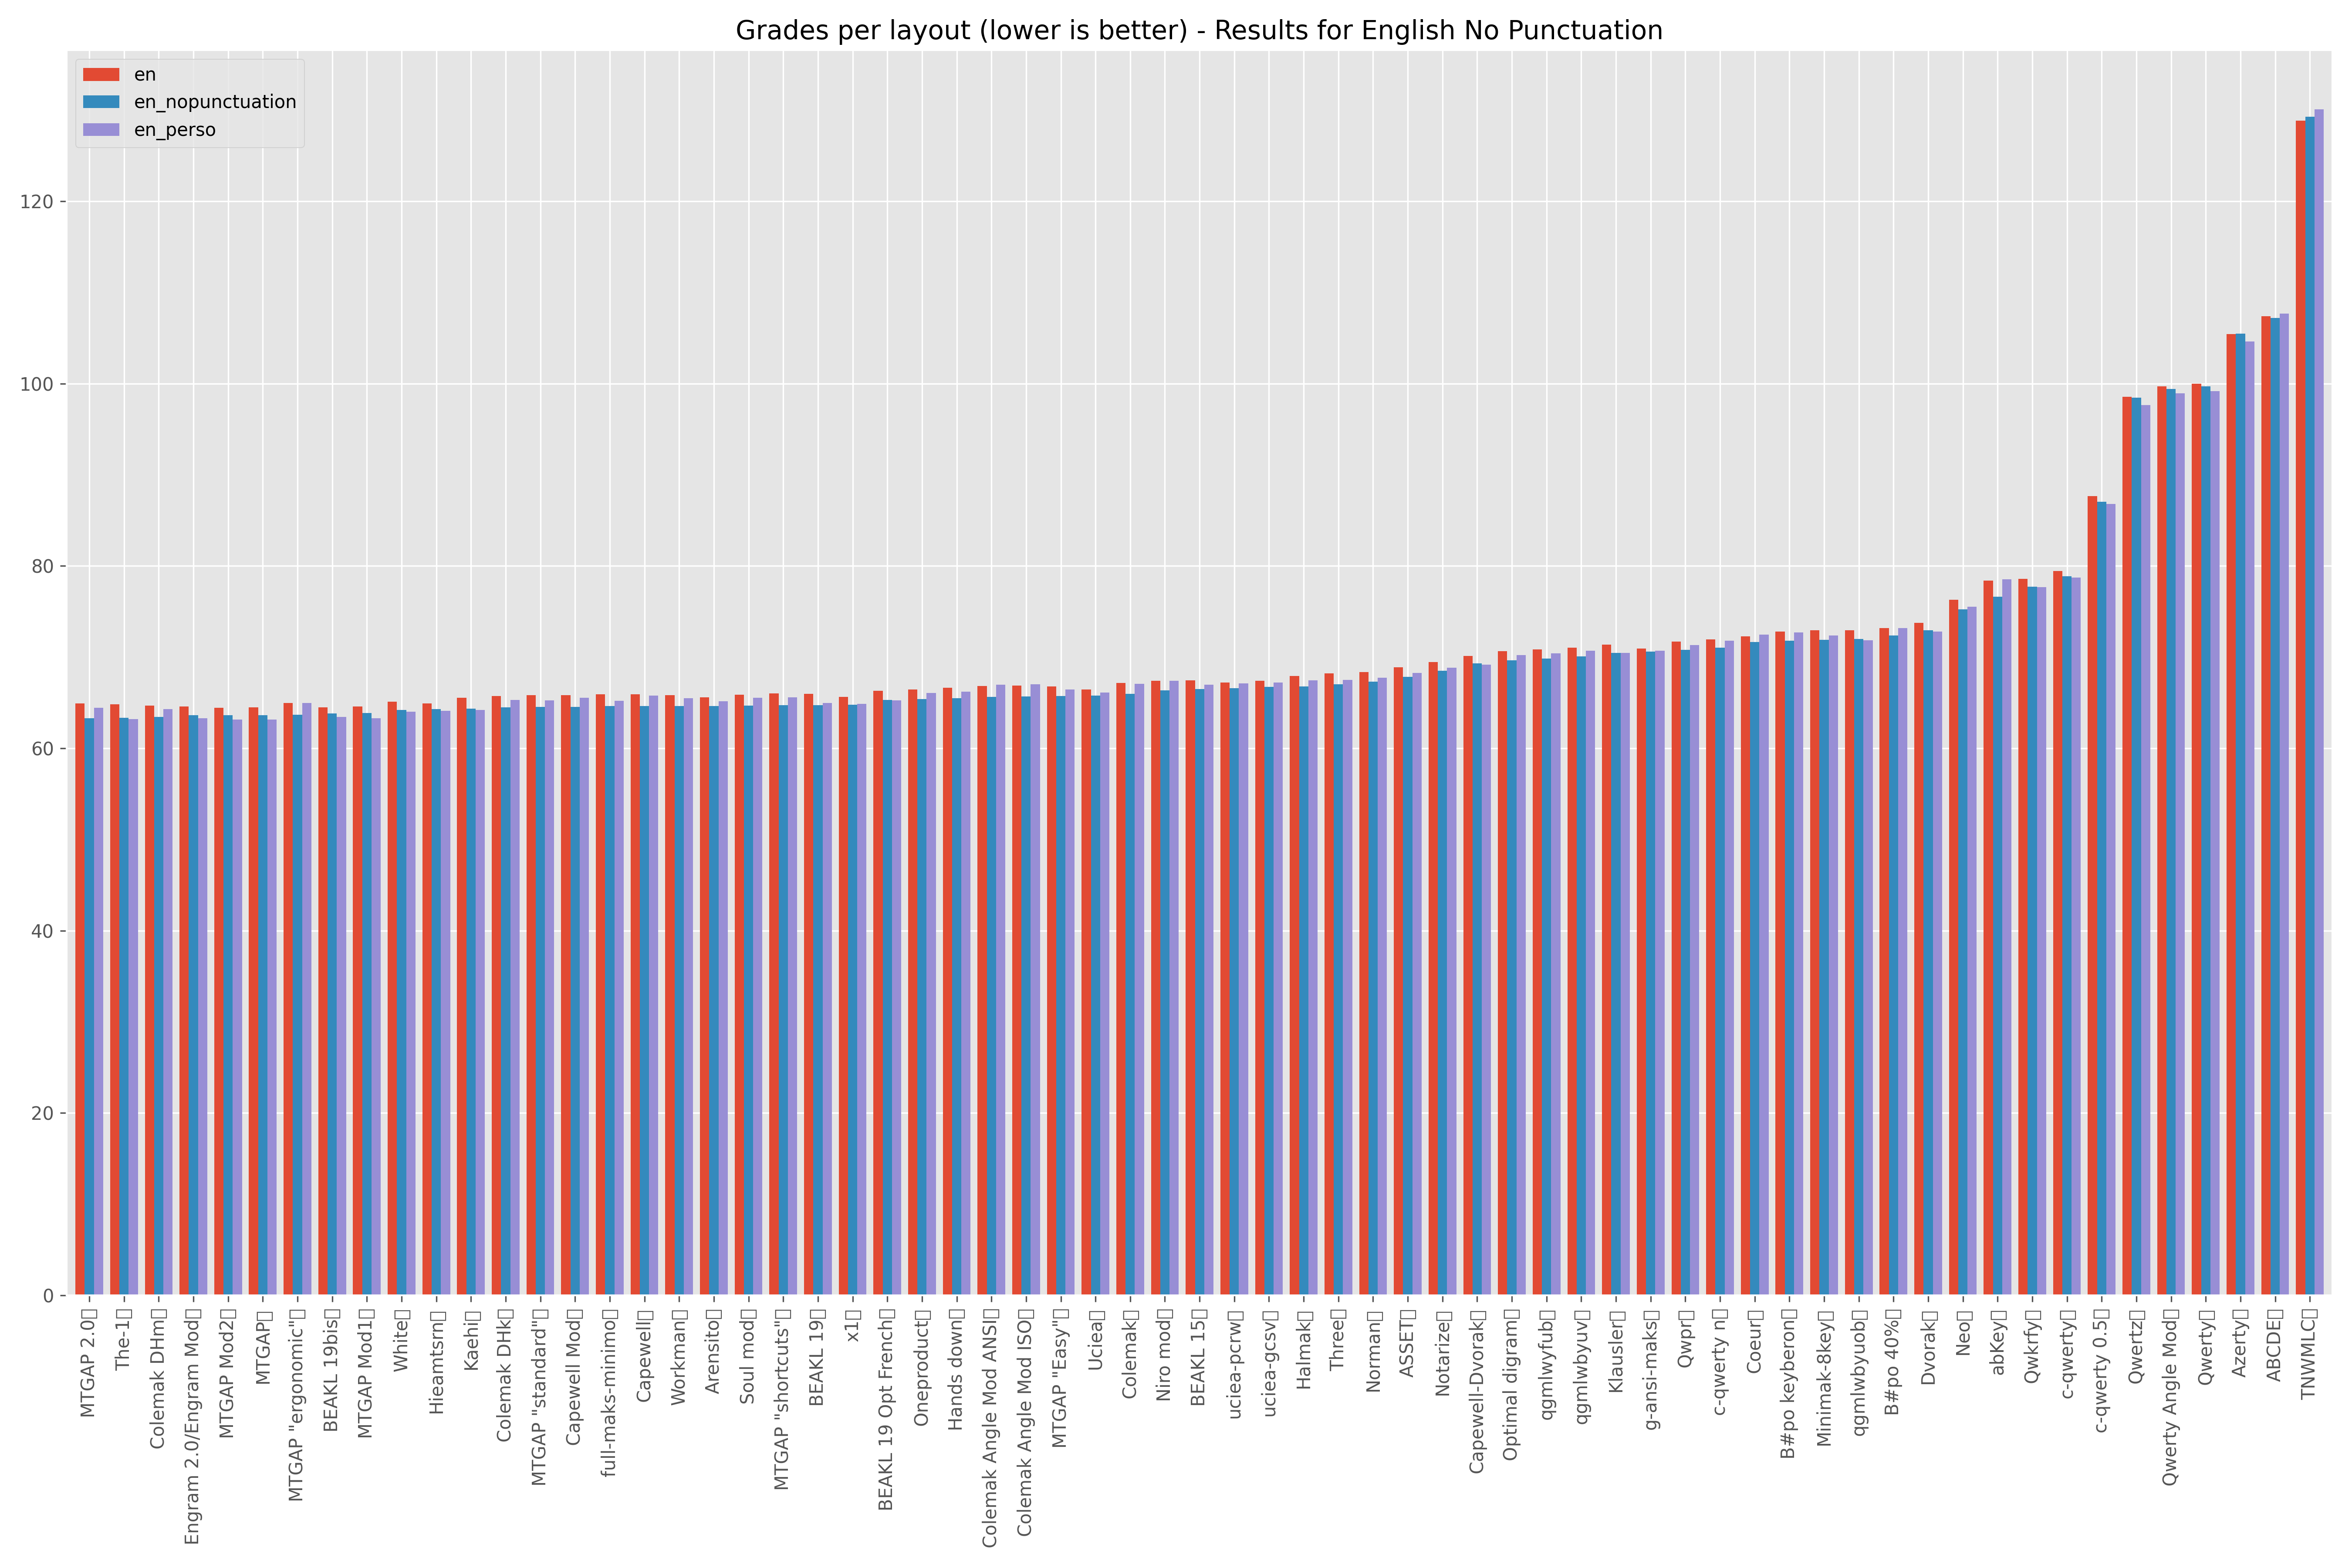 Grades per layout (lower is better) - Results for English No Punctuation
en
en_nopunctuation
en_perso
120
100
80
60
40
20
0
MTGAP 2.0
The-1
Colemak DHm
Engram 2.0/Engram Mod
MTGAP Mod2
MTGAP
MTGAP "ergonomic"
BEAKL 19bis
MTGAP Mod1
White
Hieamtsrn
Kaehi
Colemak DHk
MTGAP "standard"
Capewell Mod
full-maks-minimo
Capewell
Workman
Arensito
Soul mod
MTGAP "shortcuts"
BEAKL 19
x1
BEAKL 19 Opt French
Oneproduct
Hands down
Colemak Angle Mod ANSI
Colemak Angle Mod ISO
MTGAP "Easy"
Uciea
Colemak
Niro mod
BEAKL 15
uciea-pcrw
uciea-gcsv
Halmak
Three
Norman
ASSET
Notarize
Capewell-Dvorak
Optimal digram
qgmlwyfub
qgmlwbyuv
Klausler
g-ansi-maks
Qwpr
c-qwerty n
Coeur
B#po keyberon
Minimak-8key
qgmlwbyuob
B#po 40%
Dvorak
Neo
abKey
Qwkrfy
c-qwerty
c-qwerty 0.5
Qwertz
Qwerty Angle Mod
Qwerty
Azerty
ABCDE
TNWMLC